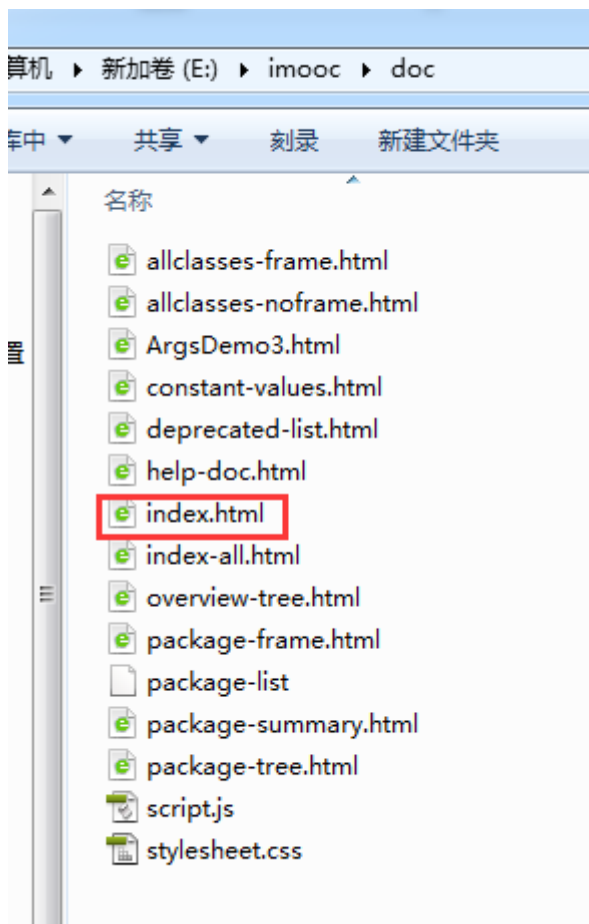 算机 ▸ 新加卷 (E:) ▸ imooc ▸ doc
库中 共享 刻录 新建文件夹
名称
allclasses-frame.html
allclasses-noframe.html
置
ArgsDemo3.html
constant-values.html
deprecated-list.html
help-doc.html
index.html
index-all.html
overview-tree.html
package-frame.html
package-list
package-summary.html
package-tree.html
script.js
stylesheet.css